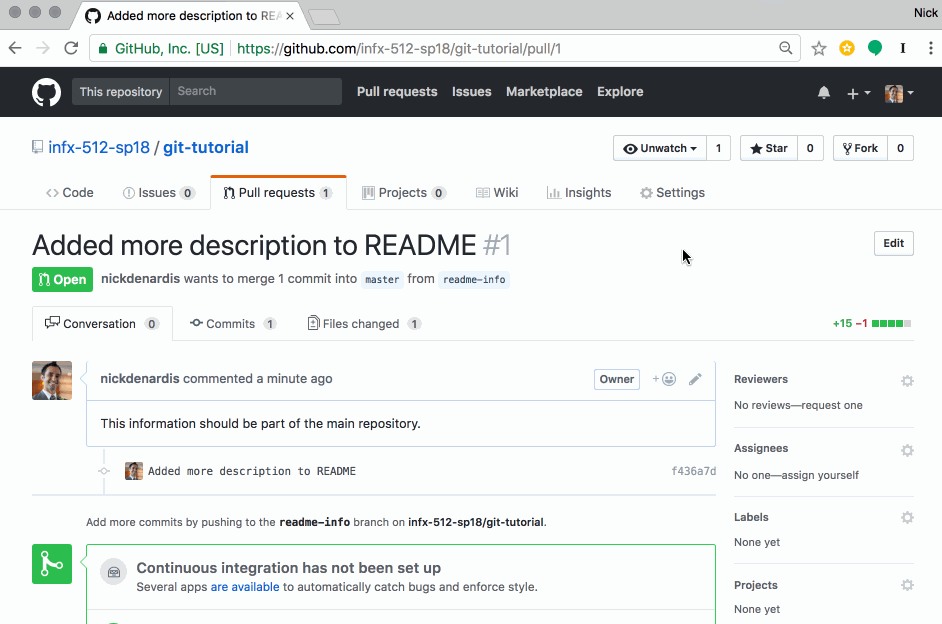 Added more description to REA
Nick
GitHub, Inc. [US] https://github.com/infx-512-sp18/git-tutorial/pull/1
This repository Search Pull requests Issues Marketplace Explore
infx-512-sp18 / git-tutorial Unwatch 1 Star 0 Fork 0
Code Issues 0 Pull requests 1 Projects 0 Wiki Insights Settings
Added more description to README #1 Edit
Open nickdenardis wants to merge 1 commit into master from readme-info
Conversation 0 Commits 1 Files changed 1 +15 −1
nickdenardis commented a minute ago Owner
This information should be part of the main repository.
Added more description to README f436a7d
Add more commits by pushing to the readme-info branch on infx-512-sp18/git-tutorial.
Continuous integration has not been set up
Several apps are available to automatically catch bugs and enforce style.
Reviewers
No reviews—request one
Assignees
No one—assign yourself
Labels
None yet
Projects
None yet